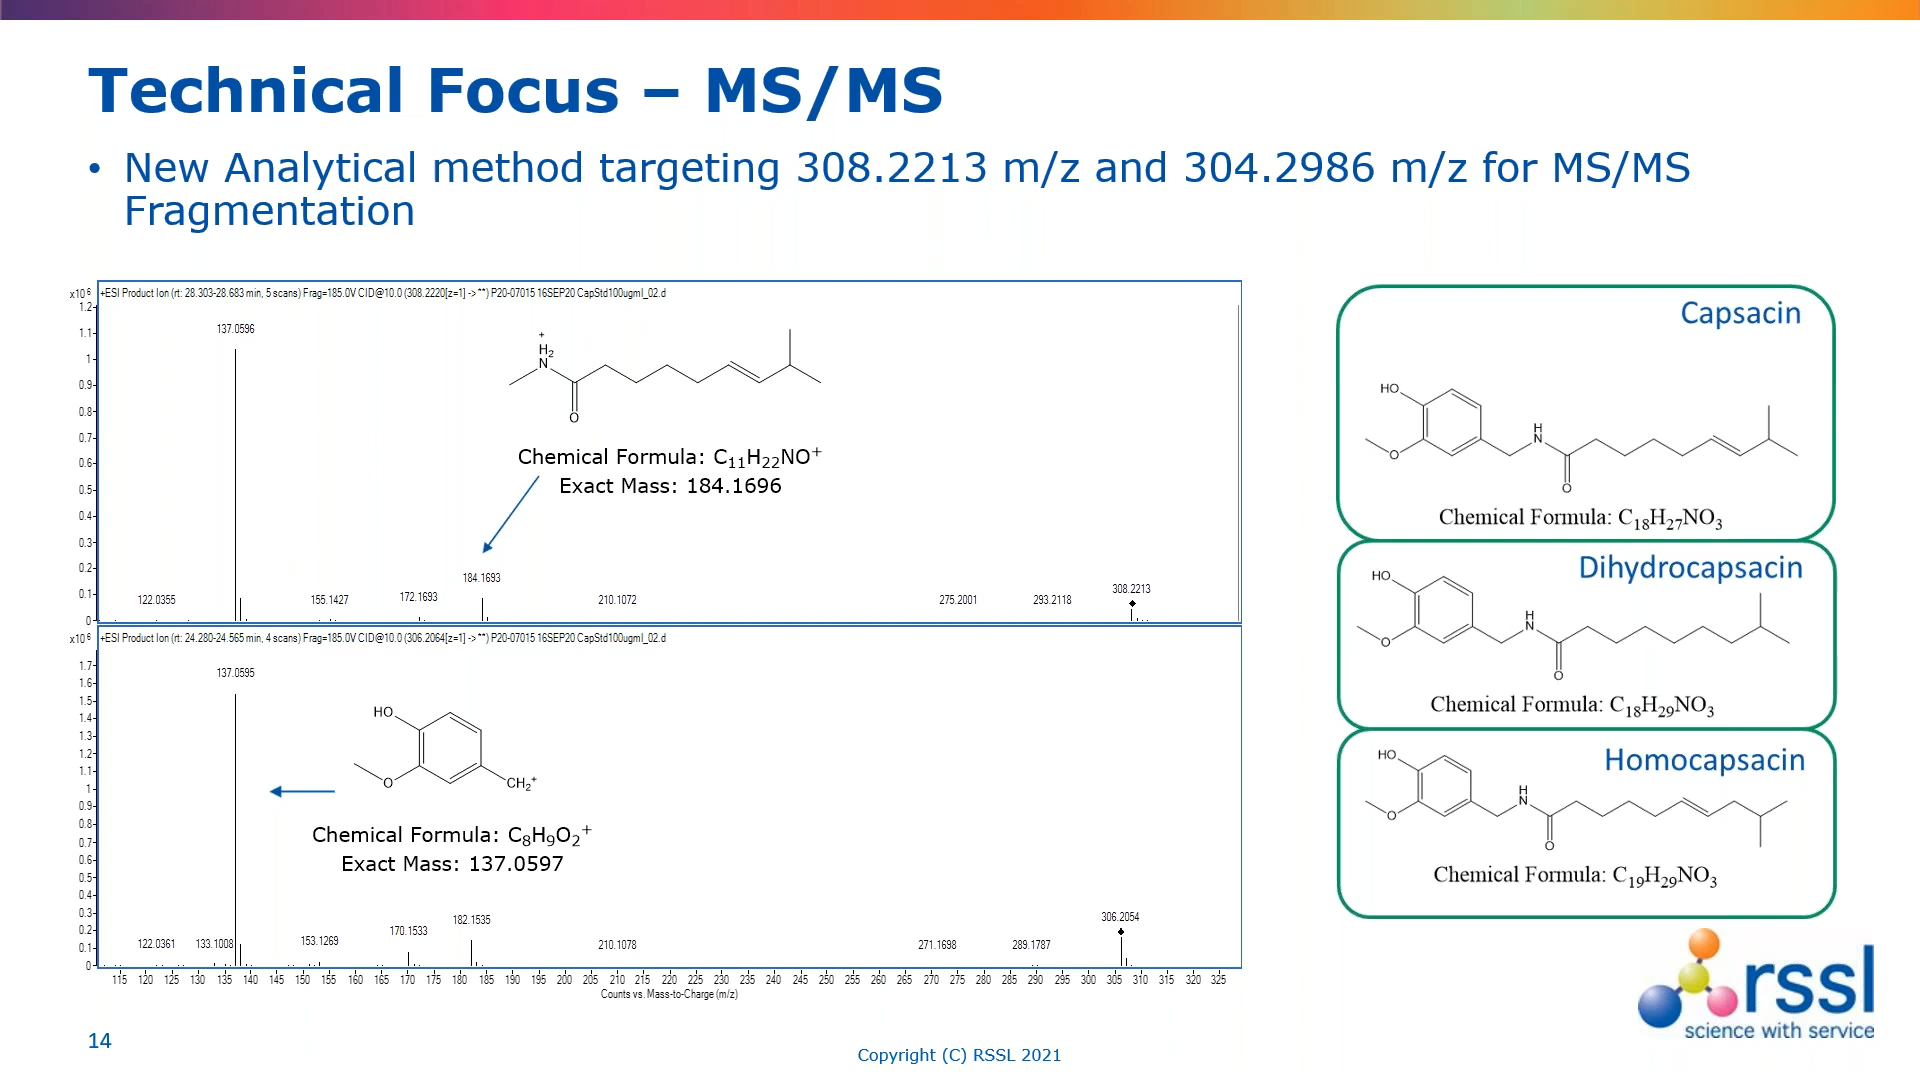 Technical Focus – MS/MS
• New Analytical method targeting 308.2213 m/z and 304.2986 m/z for MS/MS
Fragmentation
x10 6
+ESI Product Ion (rt: 28.303-28.683 min, 5 scans) Frag=185.0V CID@10.0 (308.2220[z=1] -> **) P20-07015 16SEP20 CapStd100ugml_02.d
1.2
1.1
1
0.9
0.8
0.7
0.6
0.5
0.4
0.3
0.2
0.1
0
137.0596
+
H2
N
O
Chemical Formula: C11H22NO+
Exact Mass: 184.1696
122.0355
155.1427
172.1693
184.1693
210.1072
275.2001
293.2118
308.2213
x10 6
+ESI Product Ion (rt: 24.280-24.565 min, 4 scans) Frag=185.0V CID@10.0 (306.2064[z=1] -> **) P20-07015 16SEP20 CapStd100ugml_02.d
1.7
1.6
1.5
1.4
1.3
1.2
1.1
1
0.9
0.8
0.7
0.6
0.5
0.4
0.3
0.2
0.1
0
137.0595
HO
O
CH2+
Chemical Formula: C8H9O2+
Exact Mass: 137.0597
122.0361
133.1008
153.1269
170.1533
182.1535
210.1078
271.1698
289.1787
306.2054
115 120 125 130 135 140 145 150 155 160 165 170 175 180 185 190 195 200 205 210 215 220 225 230 235 240 245 250 255 260 265 270 275 280 285 290 295 300 305 310 315 320 325
Counts vs. Mass-to-Charge (m/z)
Capsacin
HO
O
H
N
O
Chemical Formula: C18H27NO3
Dihydrocapsacin
HO
O
H
N
O
Chemical Formula: C18H29NO3
Homocapsacin
HO
O
H
N
O
Chemical Formula: C19H29NO3
rssl
science with service
14
Copyright (C) RSSL 2021